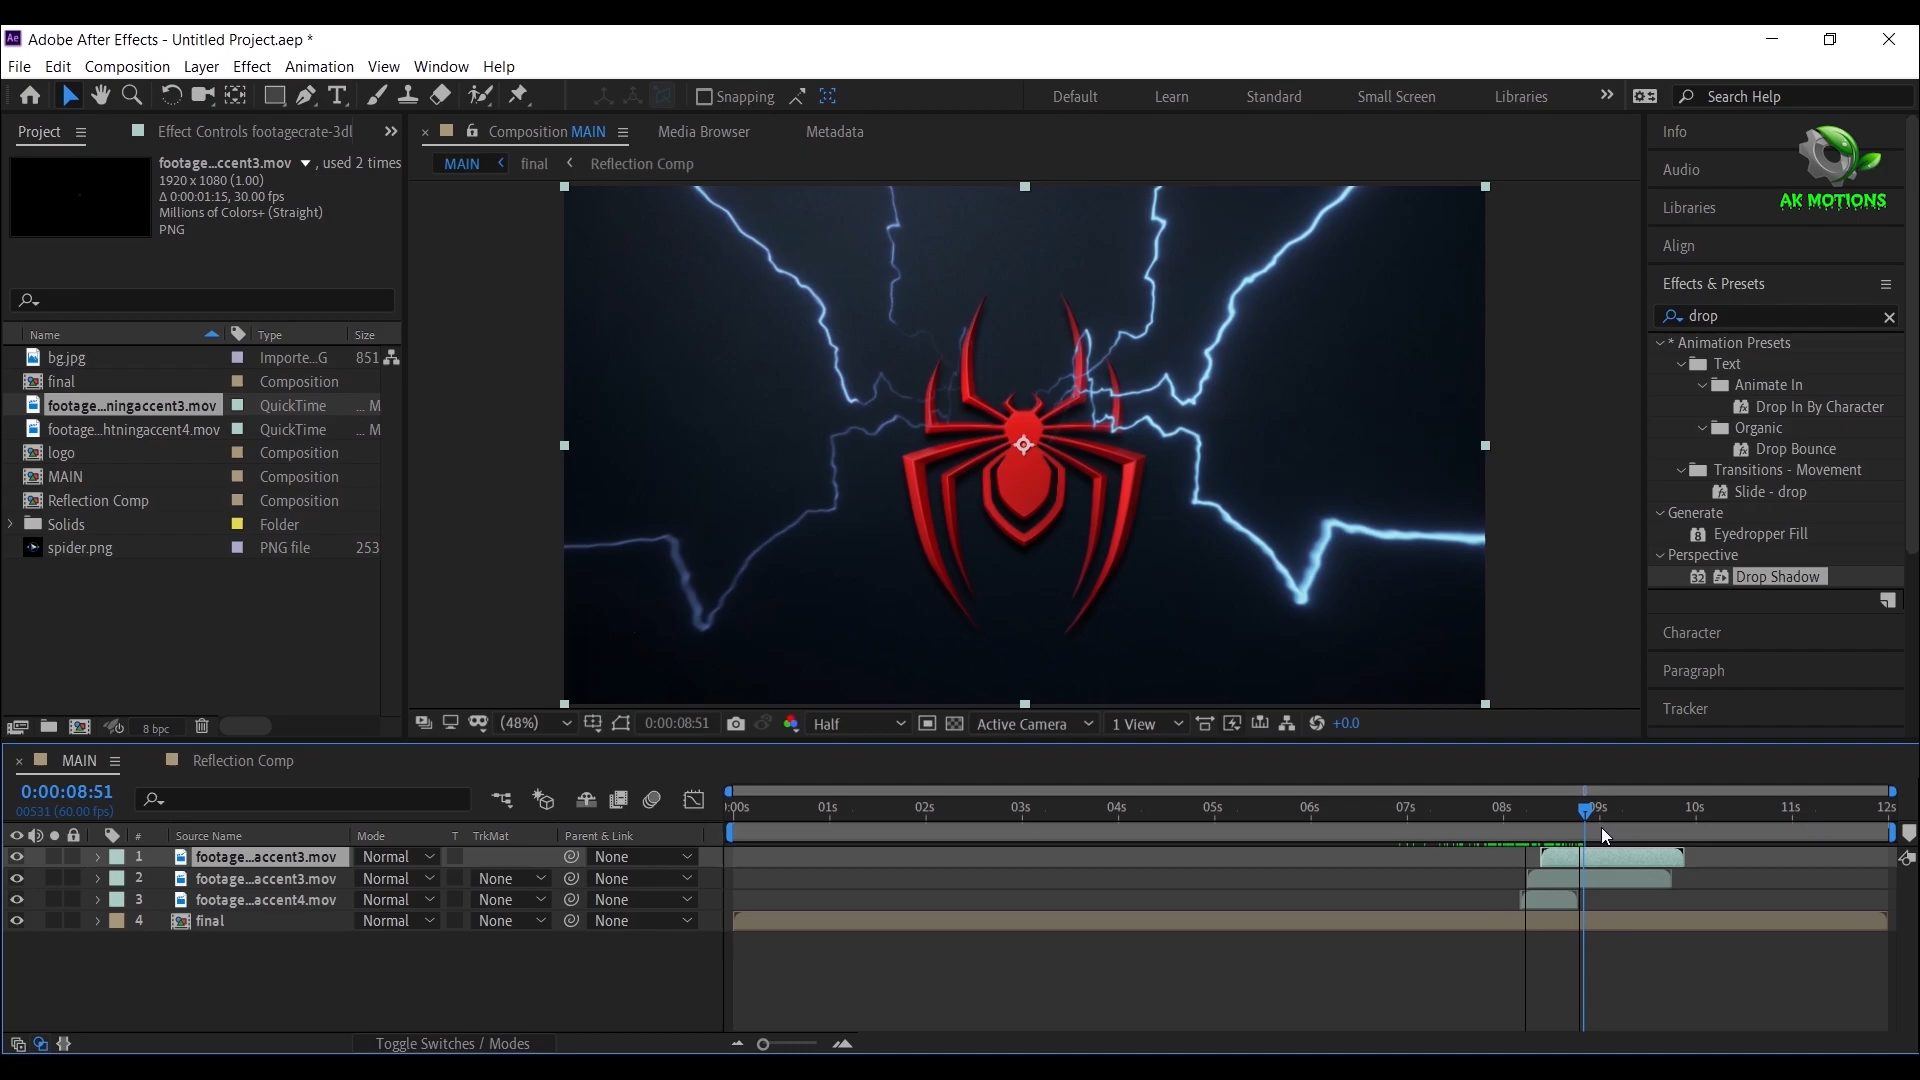 Ae Adobe After Effects - Untitled Project.aep *
File Edit Composition Layer Effect Animation View Window Help
Snapping Default Learn Standard Small Screen Libraries Search Help
Project Effect Controls footagecrate-3dl
Composition MAIN Media Browser Metadata
MAIN final Reflection Comp
footage...ccent3.mov , used 2 times
1920 x 1080 (1.00)
Δ 0:00:01:15, 30.00 fps
Millions of Colors+ (Straight)
PNG
Name Type Size
bg.jpg Importe...G 851
final Composition
footage...ningaccent3.mov QuickTime ... M
footage...htningaccent4.mov QuickTime ... M
logo Composition
MAIN Composition
Reflection Comp Composition
Solids Folder
spider.png PNG file 253
8 bpc
(48%) 0:00:08:51 Half Active Camera 1 View +0.0
Info
Audio
Libraries
Align
AK MOTIONS
Effects & Presets
drop
* Animation Presets
Text
Animate In
Drop In By Character
Organic
Drop Bounce
Transitions - Movement
Slide - drop
Generate
8 Eyedropper Fill
Perspective
32 Drop Shadow
Character
Paragraph
Tracker
MAIN Reflection Comp
0:00:08:51
00531 (60.00 fps)
:00s 01s 02s 03s 04s 05s 06s 07s 08s 09s 10s 11s 12s
# Source Name Mode T TrkMat Parent & Link
1 footage...accent3.mov Normal None
2 footage...accent3.mov Normal None None
3 footage...accent4.mov Normal None None
4 final Normal None None
Toggle Switches / Modes